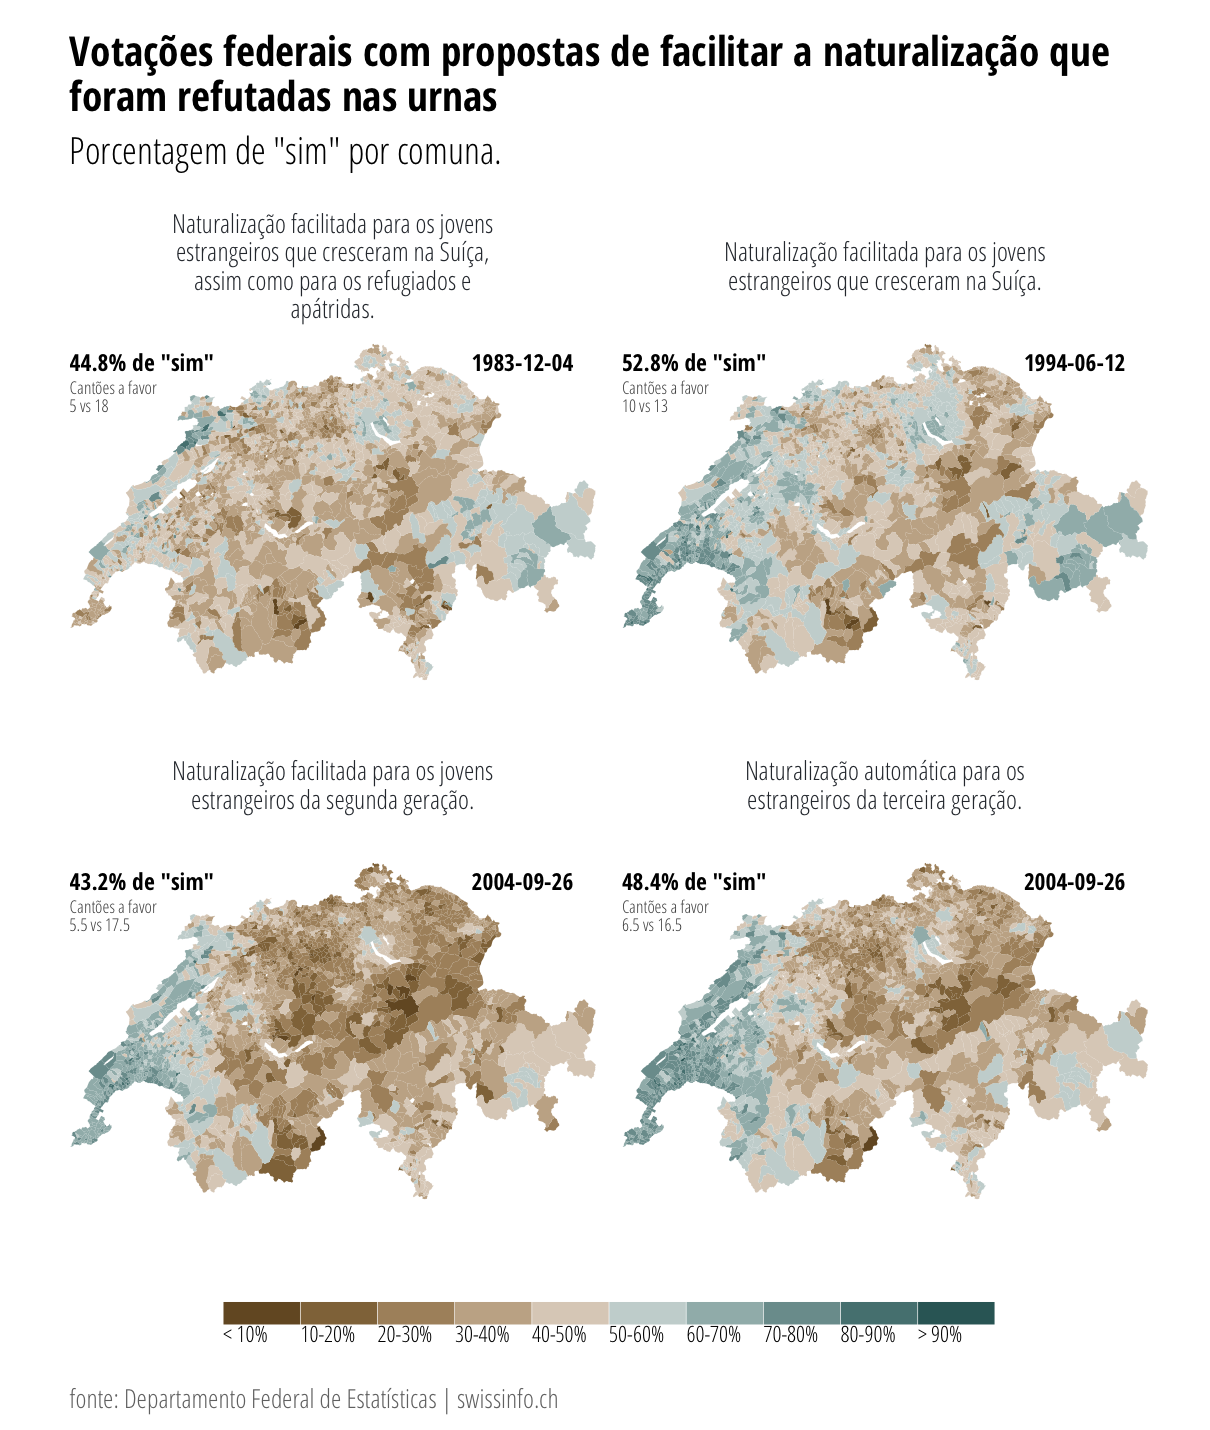 Votações federais com propostas de facilitar a naturalização que
foram refutadas nas urnas
Porcentagem de "sim" por comuna.
Naturalização facilitada para os jovens
estrangeiros que cresceram na Suíça,
assim como para os refugiados e
apátridas.
44.8% de "sim"
1983-12-04
Cantões a favor
5 vs 18
Naturalização facilitada para os jovens
estrangeiros que cresceram na Suíça.
52.8% de "sim"
1994-06-12
Cantões a favor
10 vs 13
Naturalização facilitada para os jovens
estrangeiros da segunda geração.
43.2% de "sim"
2004-09-26
Cantões a favor
5.5 vs 17.5
Naturalização automática para os
estrangeiros da terceira geração.
48.4% de "sim"
2004-09-26
Cantões a favor
6.5 vs 16.5
< 10% 10-20% 20-30% 30-40% 40-50% 50-60% 60-70% 70-80% 80-90% > 90%
fonte: Departamento Federal de Estatísticas | swissinfo.ch